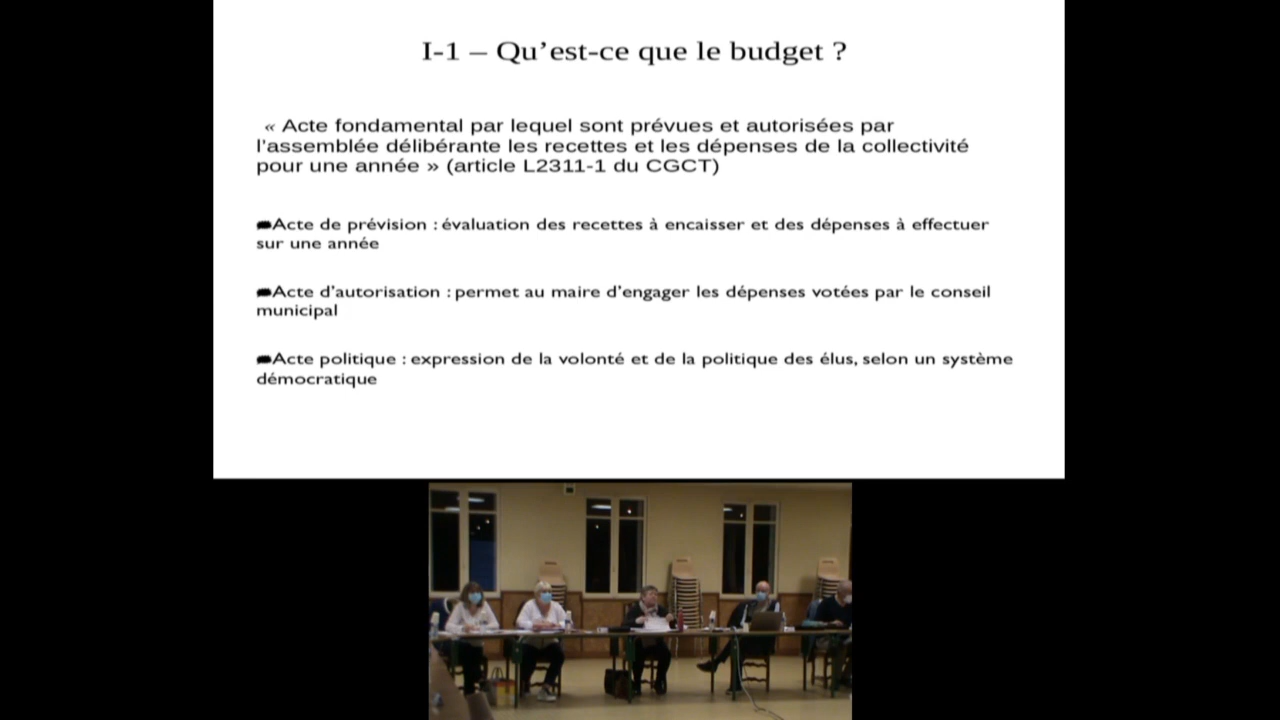 I-1 – Qu’est-ce que le budget ?
« Acte fondamental par lequel sont prévues et autorisées par
l’assemblée délibérante les recettes et les dépenses de la collectivité
pour une année » (article L2311-1 du CGCT)
Acte de prévision : évaluation des recettes à encaisser et des dépenses à effectuer
sur une année
Acte d’autorisation : permet au maire d’engager les dépenses votées par le conseil
municipal
Acte politique : expression de la volonté et de la politique des élus, selon un système
démocratique